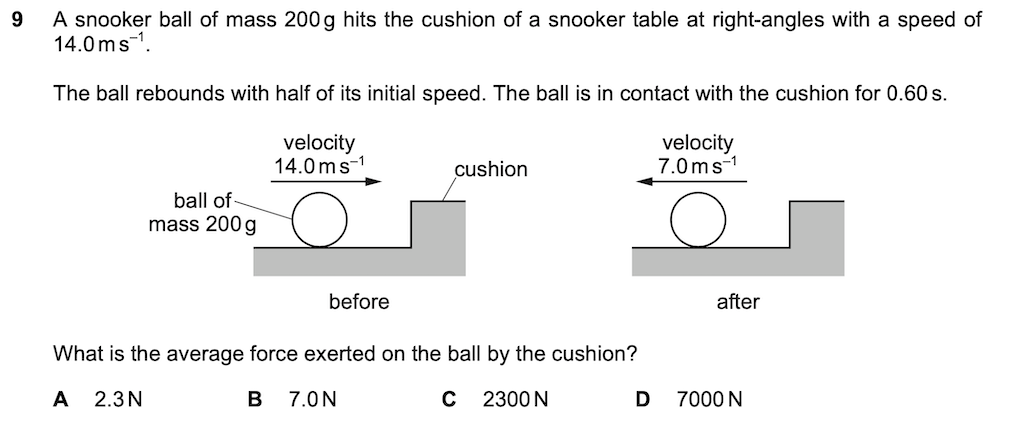 9 A snooker ball of mass 200 g hits the cushion of a snooker table at right-angles with a speed of
14.0 m s⁻¹.
The ball rebounds with half of its initial speed. The ball is in contact with the cushion for 0.60 s.
velocity
14.0 m s⁻¹
cushion
ball of
mass 200 g
before
velocity
7.0 m s⁻¹
after
What is the average force exerted on the ball by the cushion?
A 2.3 N B 7.0 N C 2300 N D 7000 N